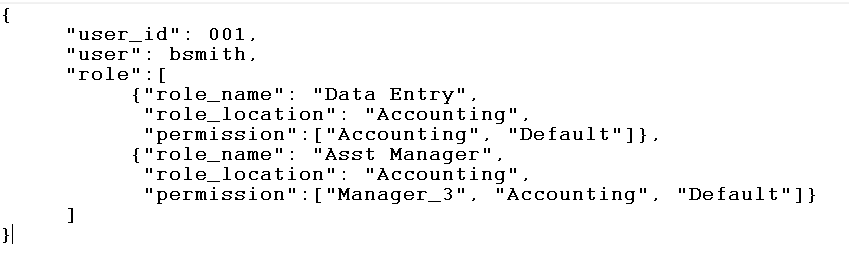 {
"user_id": 001,
"user": bsmith,
"role":[
{"role_name": "Data Entry",
"role_location": "Accounting",
"permission":["Accounting", "Default"]},
{"role_name": "Asst Manager",
"role_location": "Accounting",
"permission":["Manager_3", "Accounting", "Default"]}
]
}